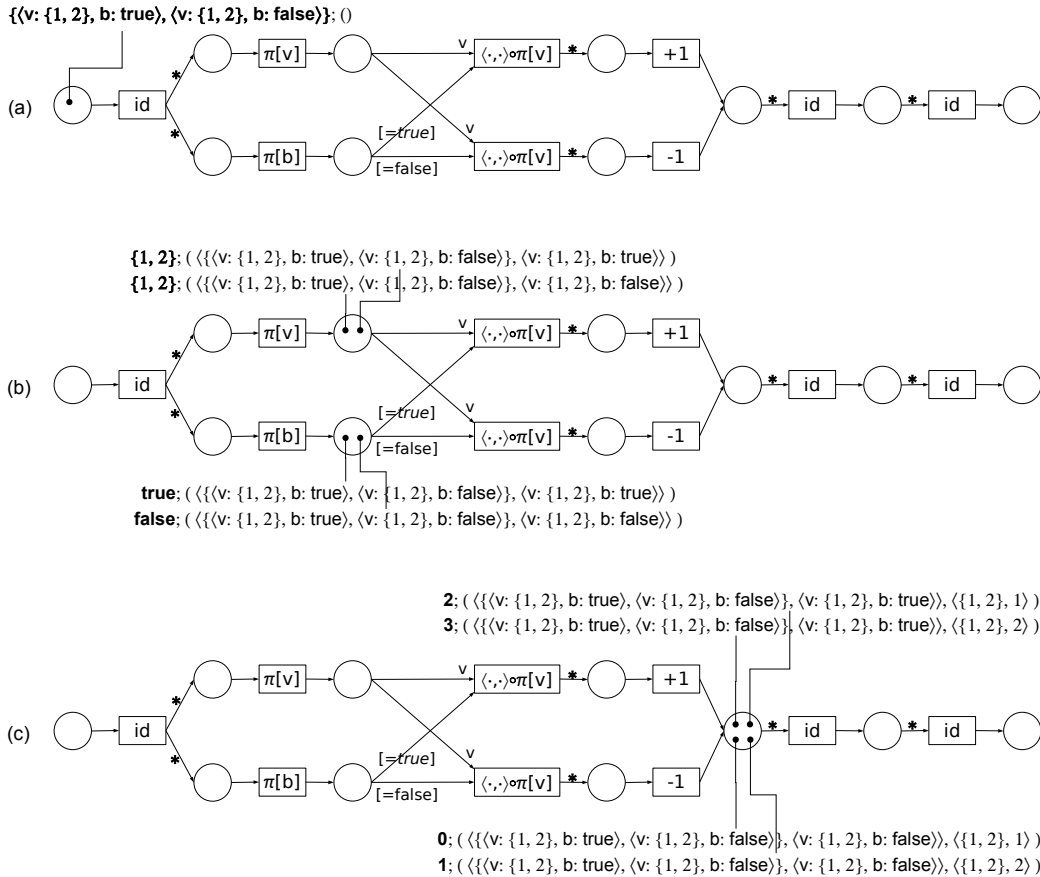 {⟨v: {1, 2}, b: true⟩, ⟨v: {1, 2}, b: false⟩}; ()
π[v] v ⟨·,·⟩∘π[v] * +1
*
(a) id * id * id
* [=true] v
π[b] [=false] ⟨·,·⟩∘π[v] * -1
{1, 2}; ( ⟨{⟨v: {1, 2}, b: true⟩, ⟨v: {1, 2}, b: false⟩}, ⟨v: {1, 2}, b: true⟩⟩ )
{1, 2}; ( ⟨{⟨v: {1, 2}, b: true⟩, ⟨v: {1, 2}, b: false⟩}, ⟨v: {1, 2}, b: false⟩⟩ )
π[v] v ⟨·,·⟩∘π[v] * +1
*
(b) id * id * id
* [=true] v
π[b] [=false] ⟨·,·⟩∘π[v] * -1
true; ( ⟨{⟨v: {1, 2}, b: true⟩, ⟨v: {1, 2}, b: false⟩}, ⟨v: {1, 2}, b: true⟩⟩ )
false; ( ⟨{⟨v: {1, 2}, b: true⟩, ⟨v: {1, 2}, b: false⟩}, ⟨v: {1, 2}, b: false⟩⟩ )
2; ( ⟨{⟨v: {1, 2}, b: true⟩, ⟨v: {1, 2}, b: false⟩}, ⟨v: {1, 2}, b: true⟩⟩, ⟨{1, 2}, 1⟩ )
3; ( ⟨{⟨v: {1, 2}, b: true⟩, ⟨v: {1, 2}, b: false⟩}, ⟨v: {1, 2}, b: true⟩⟩, ⟨{1, 2}, 2⟩ )
π[v] v ⟨·,·⟩∘π[v] * +1
*
(c) id * id * id
* [=true] v
π[b] [=false] ⟨·,·⟩∘π[v] * -1
0; ( ⟨{⟨v: {1, 2}, b: true⟩, ⟨v: {1, 2}, b: false⟩}, ⟨v: {1, 2}, b: false⟩⟩, ⟨{1, 2}, 1⟩ )
1; ( ⟨{⟨v: {1, 2}, b: true⟩, ⟨v: {1, 2}, b: false⟩}, ⟨v: {1, 2}, b: false⟩⟩, ⟨{1, 2}, 2⟩ )